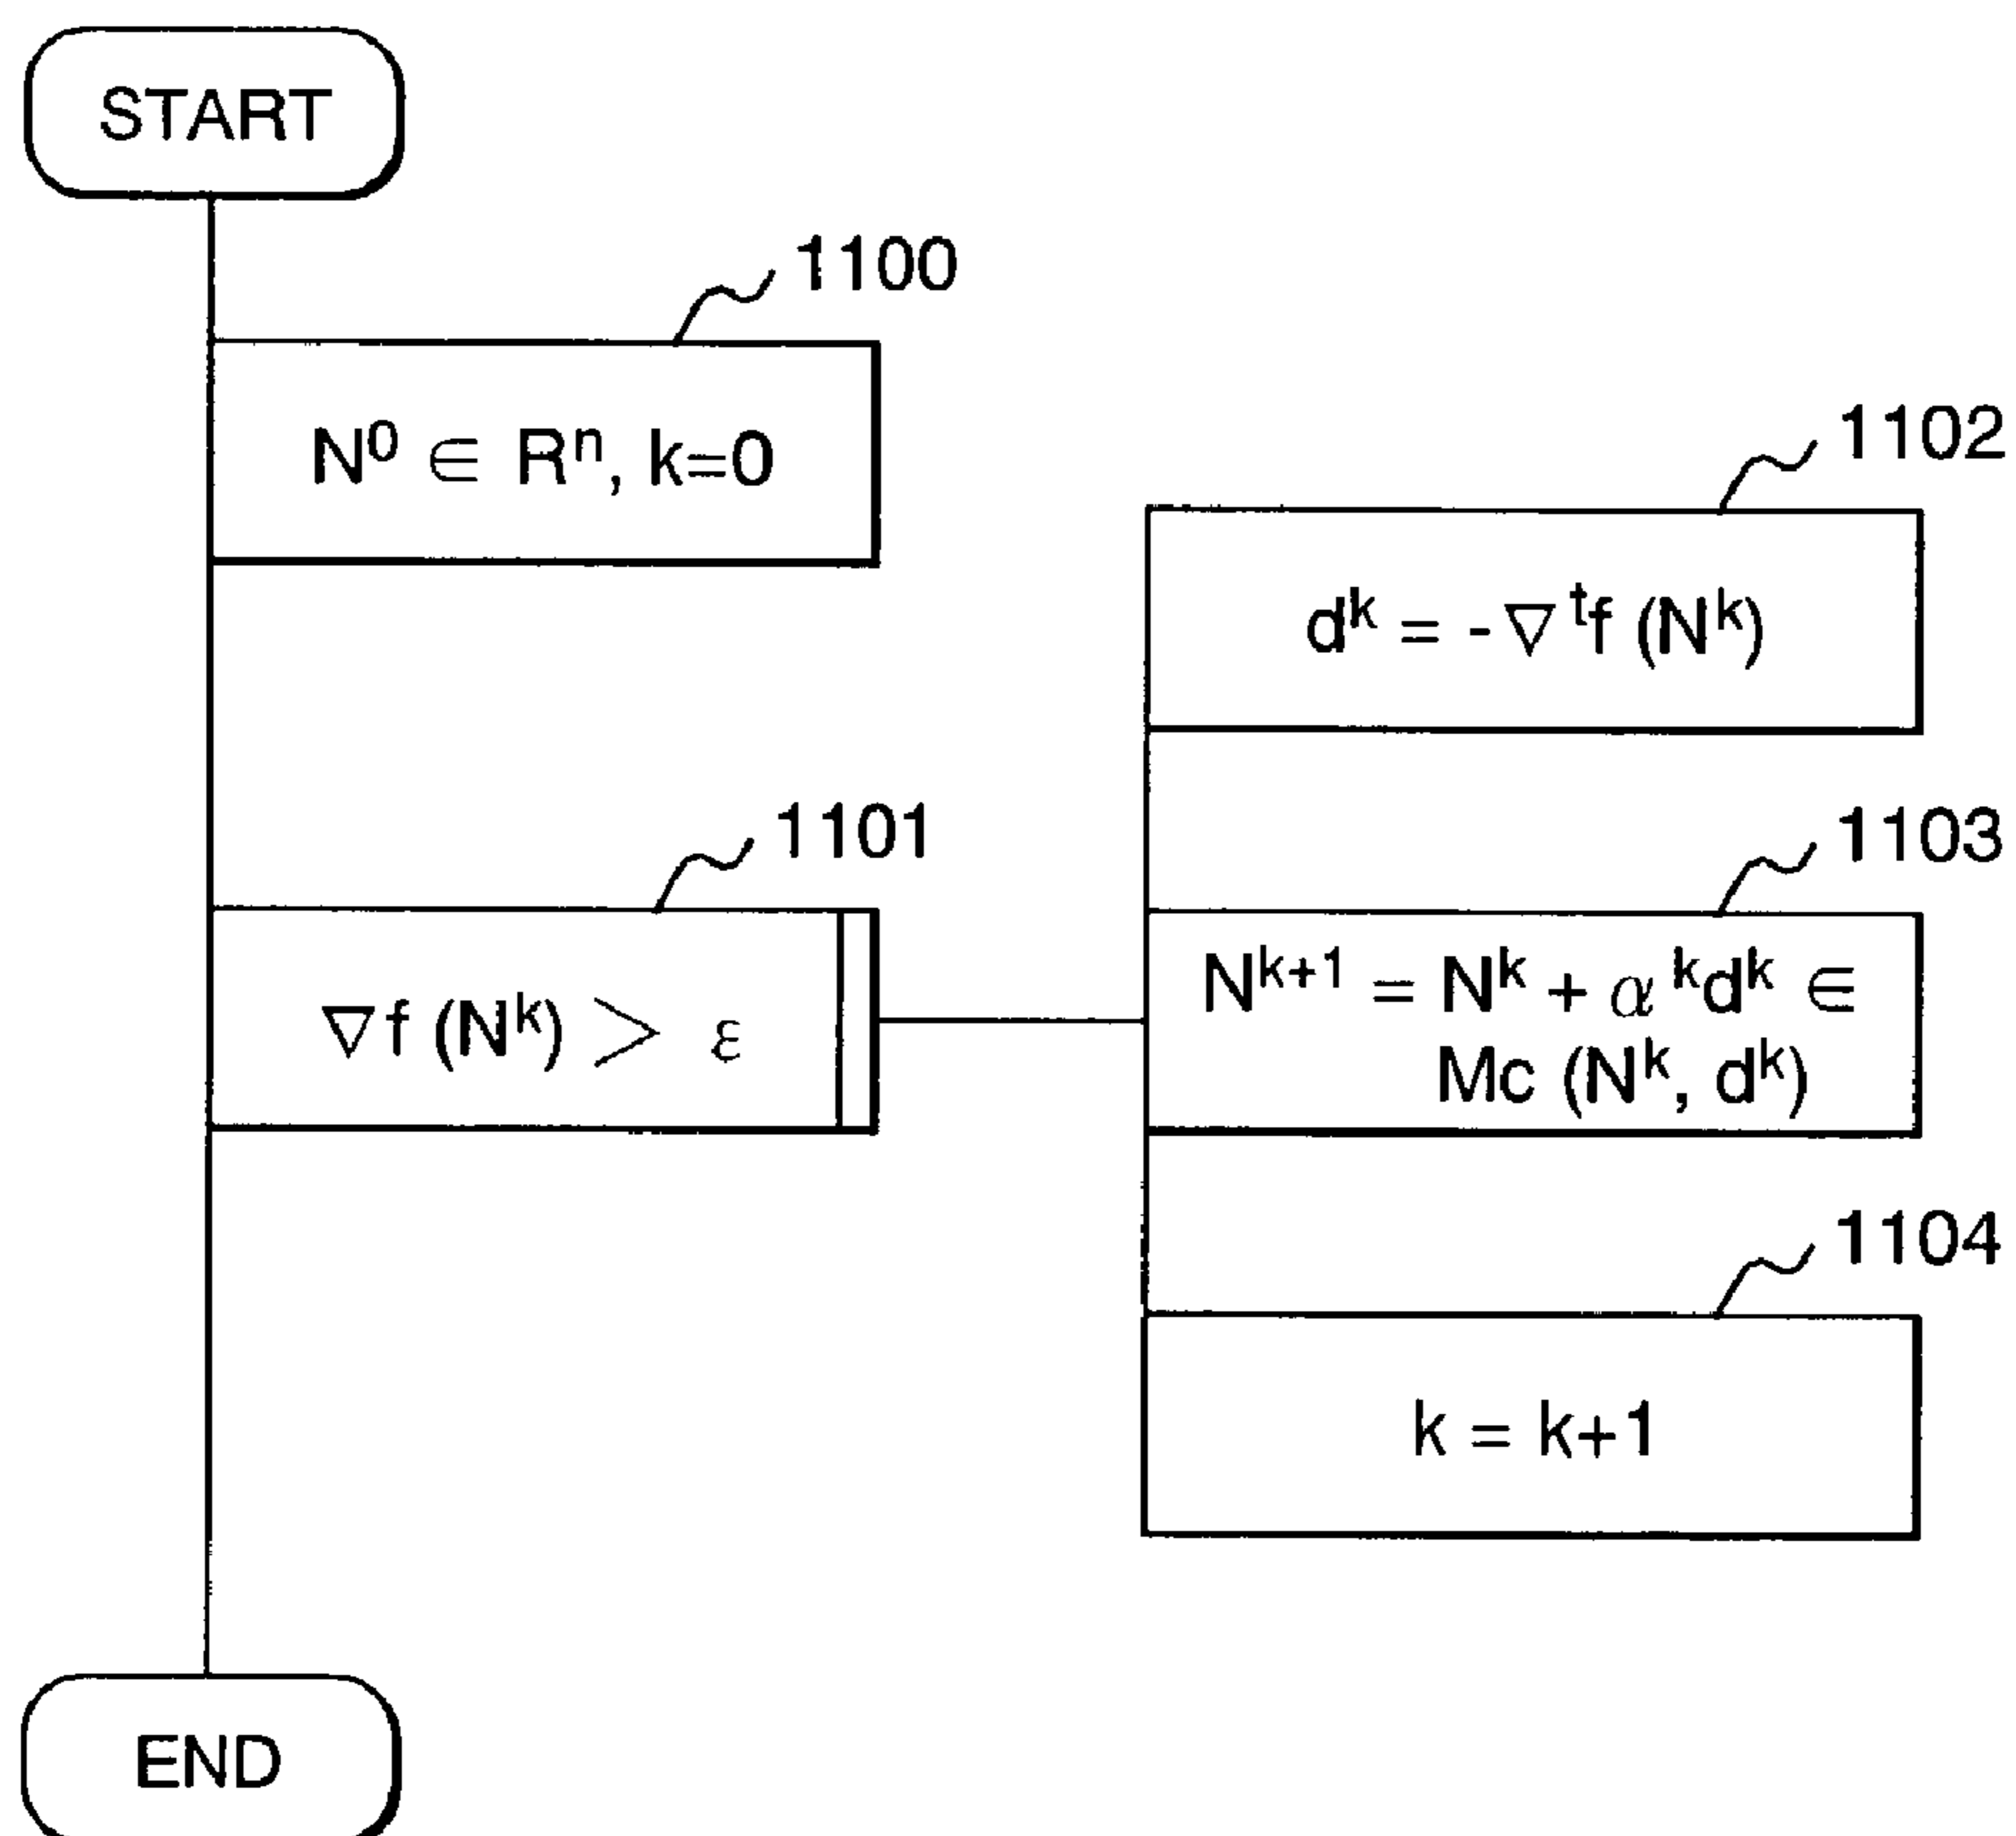 START
1100
N⁰ ∈ Rⁿ, k=0
1101
∇f (Nᵏ) > ε
1102
dᵏ = -∇ᵗf (Nᵏ)
1103
Nᵏ⁺¹ = Nᵏ + αᵏdᵏ ∈
Mc (Nᵏ, dᵏ)
1104
k = k+1
END